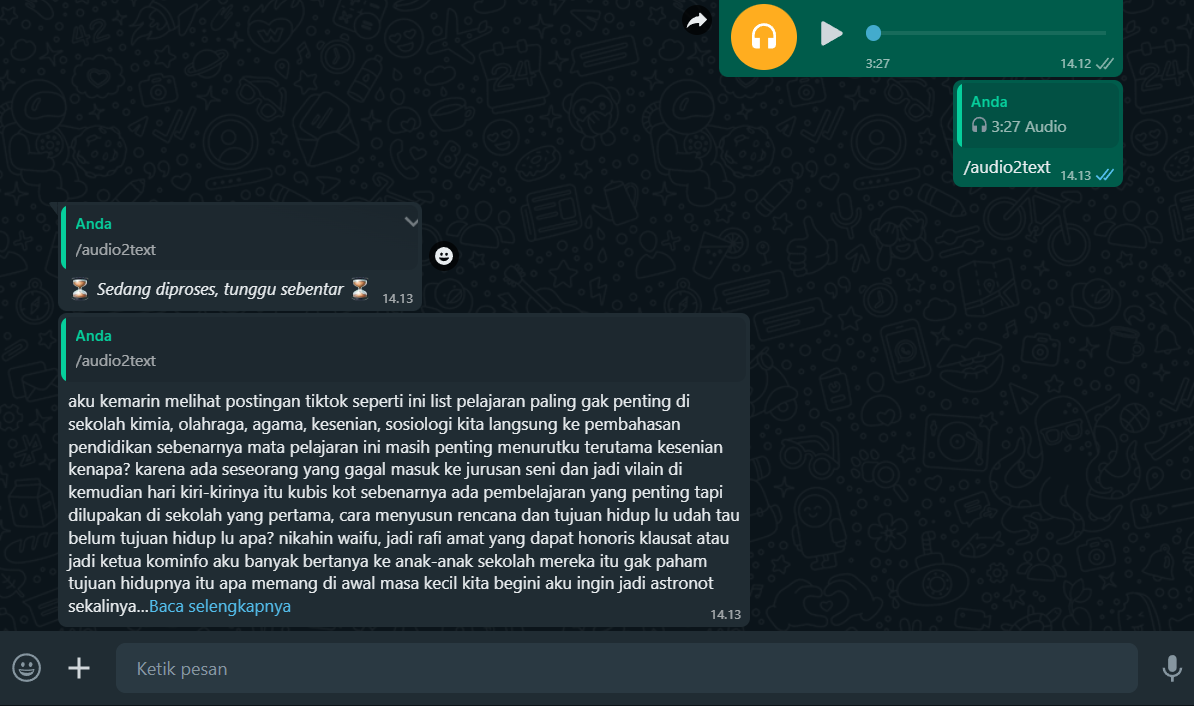 3:27
14.12
Anda
3:27 Audio
/audio2text
14.13
Anda
/audio2text
Sedang diproses, tunggu sebentar
14.13
Anda
/audio2text
aku kemarin melihat postingan tiktok seperti ini list pelajaran paling gak penting di
sekolah kimia, olahraga, agama, kesenian, sosiologi kita langsung ke pembahasan
pendidikan sebenarnya mata pelajaran ini masih penting menurutku terutama kesenian
kenapa? karena ada seseorang yang gagal masuk ke jurusan seni dan jadi vilain di
kemudian hari kiri-kirinya itu kubis kot sebenarnya ada pembelajaran yang penting tapi
dilupakan di sekolah yang pertama, cara menyusun rencana dan tujuan hidup lu udah tau
belum tujuan hidup lu apa? nikahin waifu, jadi rafi amat yang dapat honoris klausat atau
jadi ketua kominfo aku banyak bertanya ke anak-anak sekolah mereka itu gak paham
tujuan hidupnya itu apa memang di awal masa kecil kita begini aku ingin jadi astronot
sekalinya...Baca selengkapnya
14.13
Ketik pesan